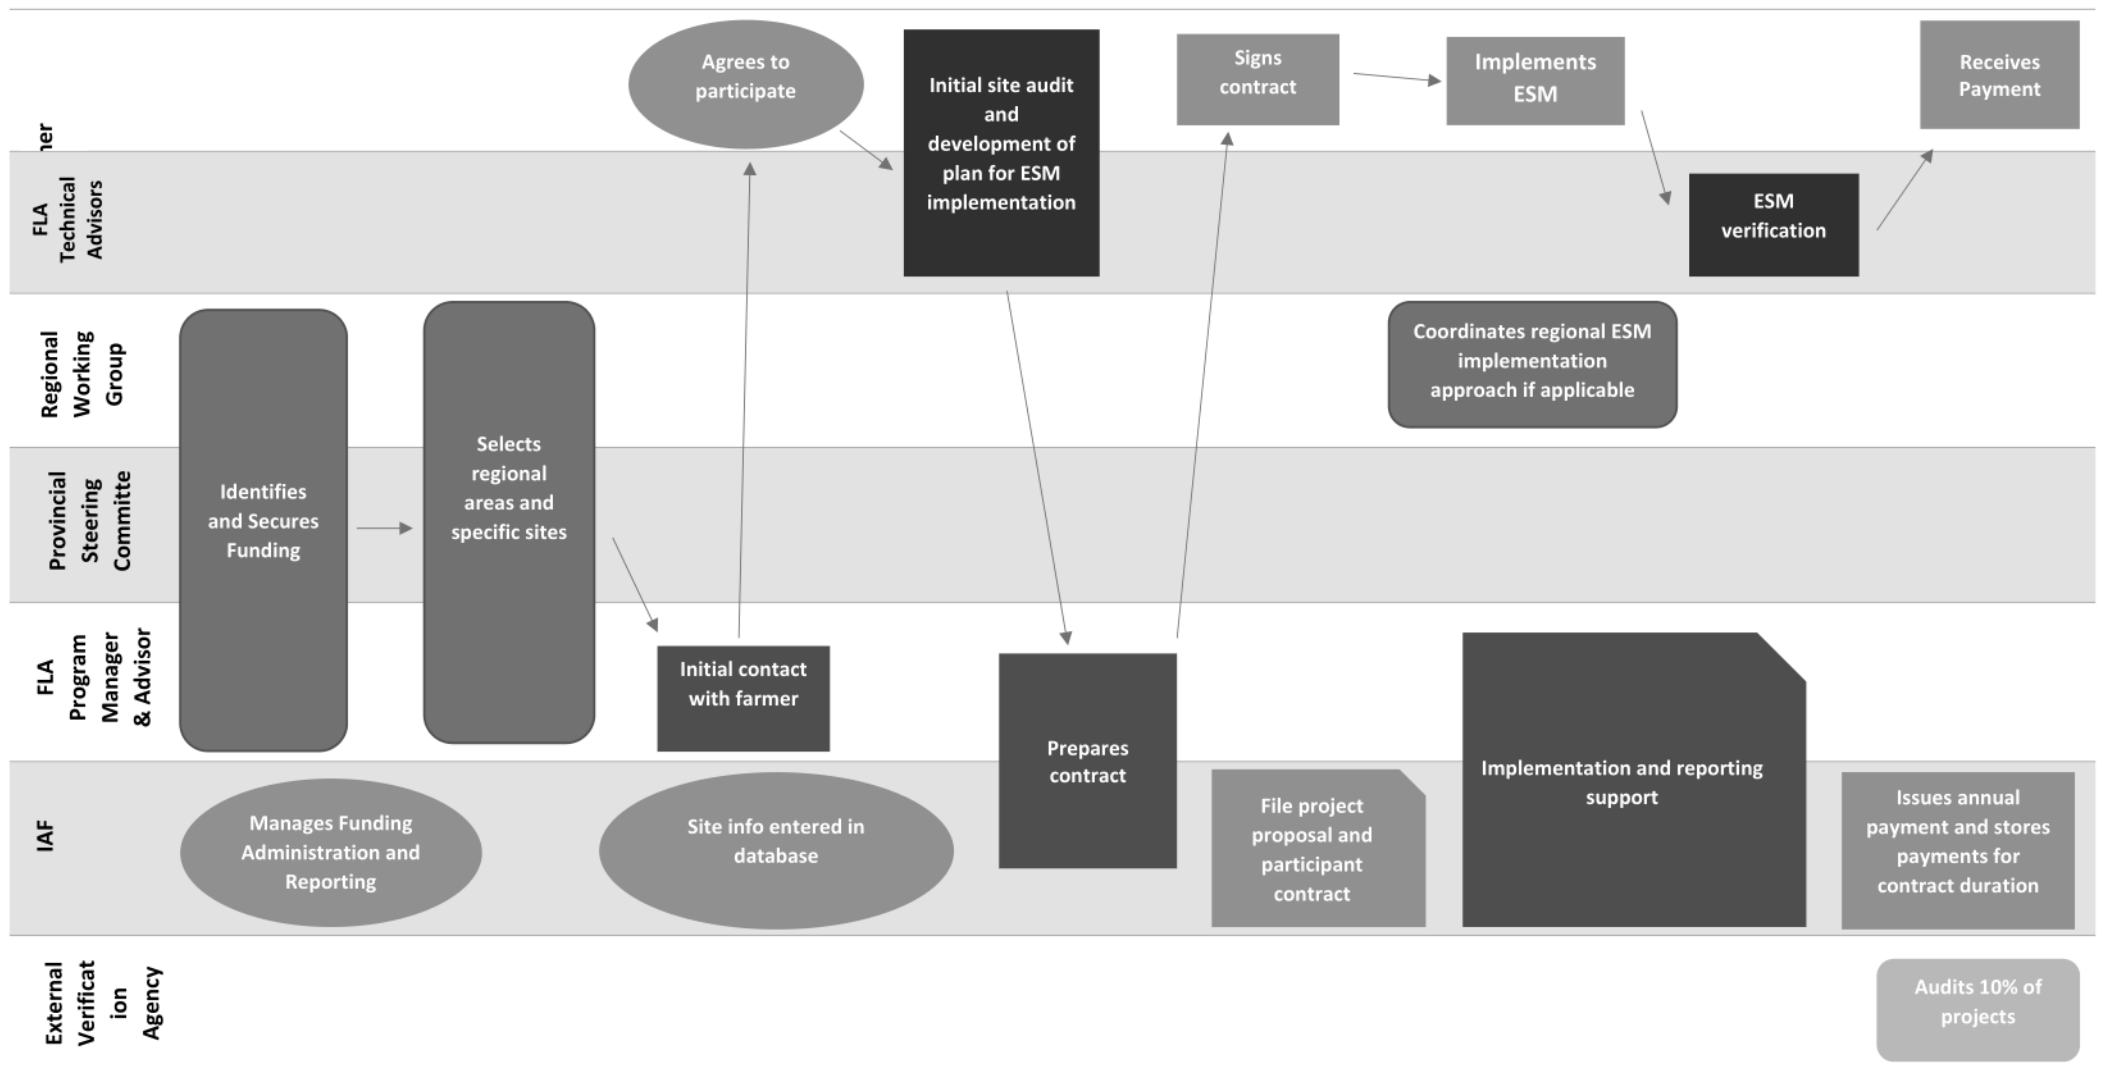 Agrees to
participate
Initial site audit
and
development of
plan for ESM
implementation
Signs
contract
Implements
ESM
Receives
Payment
FLA
Technical
Advisors
ESM
verification
Regional
Working
Group
Coordinates regional ESM
implementation
approach if applicable
Provincial
Steering
Committe
Identifies
and Secures
Funding
Selects
regional
areas and
specific sites
FLA
Program
Manager
& Advisor
Initial contact
with farmer
Prepares
contract
Implementation and reporting
support
IAF
Manages Funding
Administration and
Reporting
Site info entered in
database
File project
proposal and
participant
contract
Issues annual
payment and stores
payments for
contract duration
External
Verificat
ion
Agency
Audits 10% of
projects